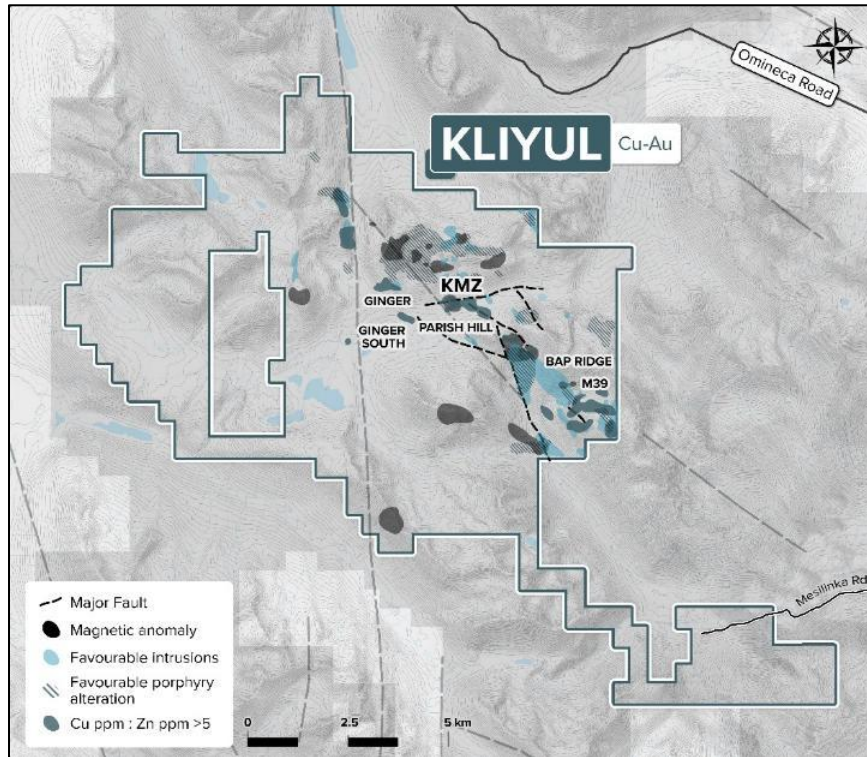 Omineca Road
KLIYUL
Cu-Au
KMZ
GINGER
GINGER
SOUTH
PARISH HILL
BAP RIDGE
M39
Mesilinka Rd
Major Fault
Magnetic anomaly
Favourable intrusions
Favourable porphyry
alteration
Cu ppm : Zn ppm >5
0 2.5 5 km